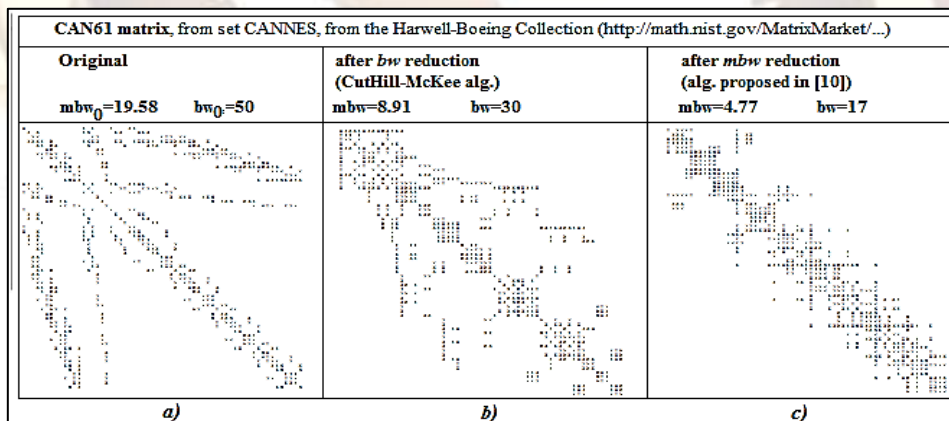 CAN61 matrix, from set CANNES, from the Harwell-Boeing Collection (http://math.nist.gov/MatrixMarket/...)
Original
mbw0=19.58 bw0=50
after bw reduction
(CutHill-McKee alg.)
mbw=8.91 bw=30
after mbw reduction
(alg. proposed in [10])
mbw=4.77 bw=17
a)
b)
c)